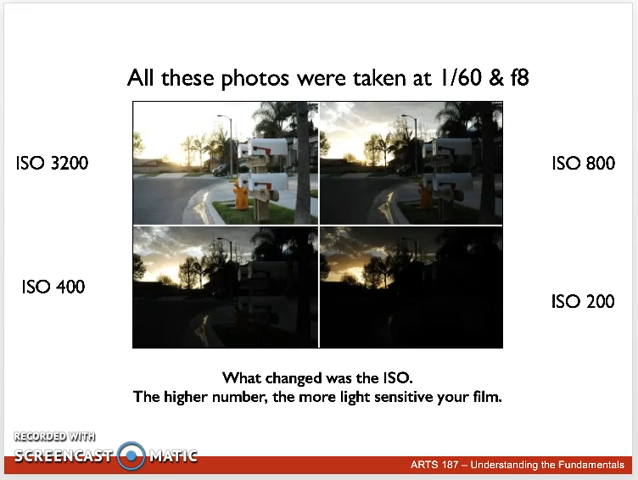 All these photos were taken at 1/60 & f8
ISO 3200
ISO 800
ISO 400
ISO 200
What changed was the ISO.
The higher number, the more light sensitive your film.
RECORDED WITH
SCREENCAST MATIC
ARTS 187 – Understanding the Fundamentals